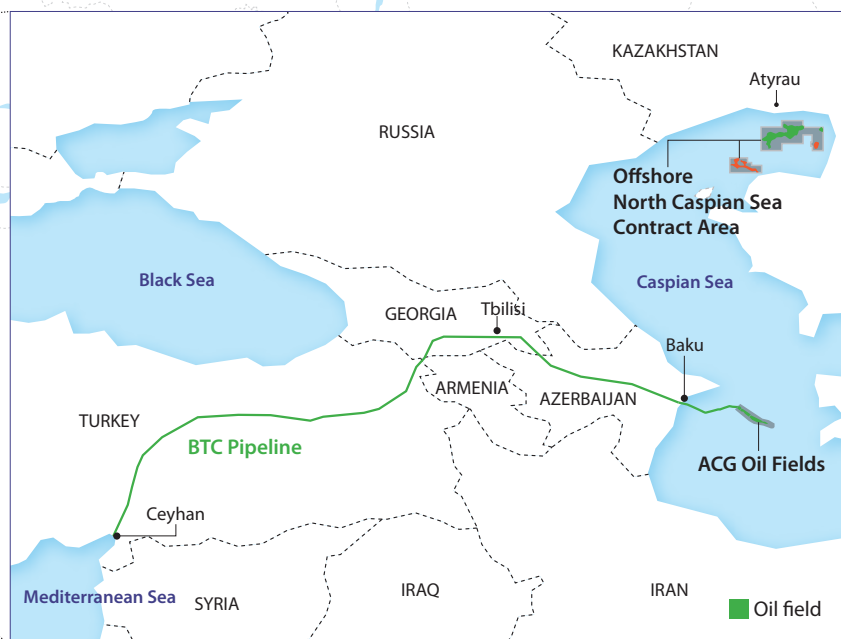 KAZAKHSTAN
Atyrau
RUSSIA
Offshore
North Caspian Sea
Contract Area
Black Sea
Caspian Sea
GEORGIA
Tbilisi
Baku
ARMENIA
AZERBAIJAN
TURKEY
BTC Pipeline
ACG Oil Fields
Ceyhan
Mediterranean Sea
SYRIA
IRAQ
IRAN
Oil field